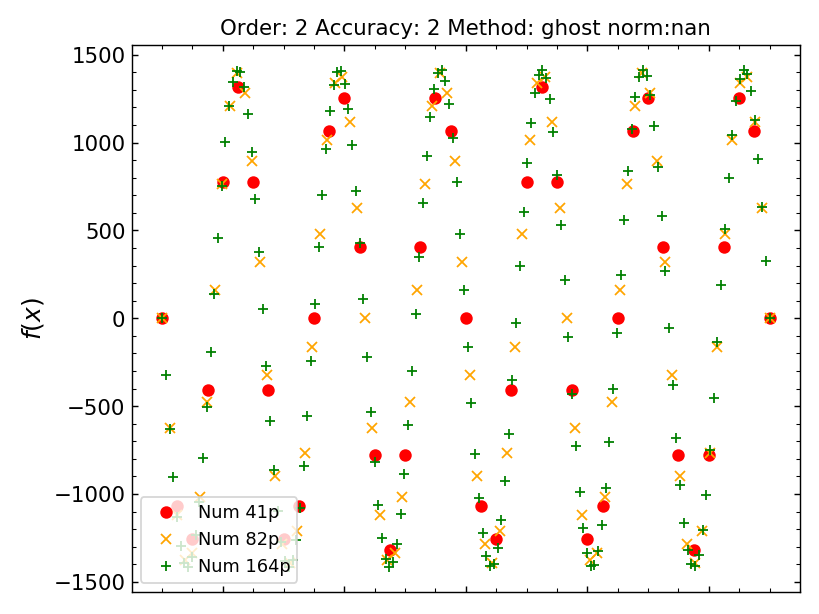 Order: 2 Accuracy: 2 Method: ghost norm:nan
1500
1000
500
0
−500
−1000
−1500
f(x)
Num 41p
Num 82p
Num 164p